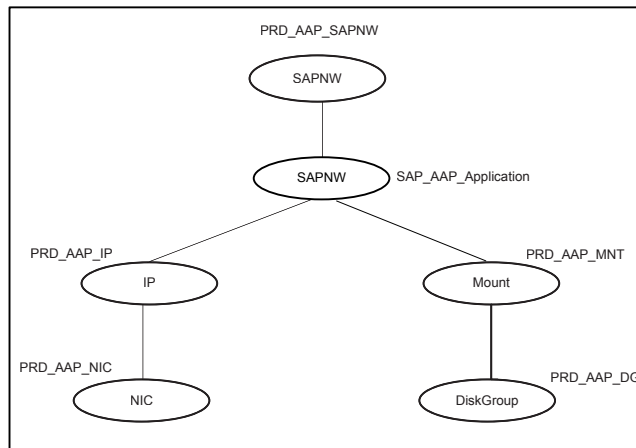 PRD_AAP_SAPNW
SAPNW
SAPNW
SAP_AAP_Application
PRD_AAP_IP
IP
PRD_AAP_MNT
Mount
PRD_AAP_NIC
NIC
PRD_AAP_DG
DiskGroup